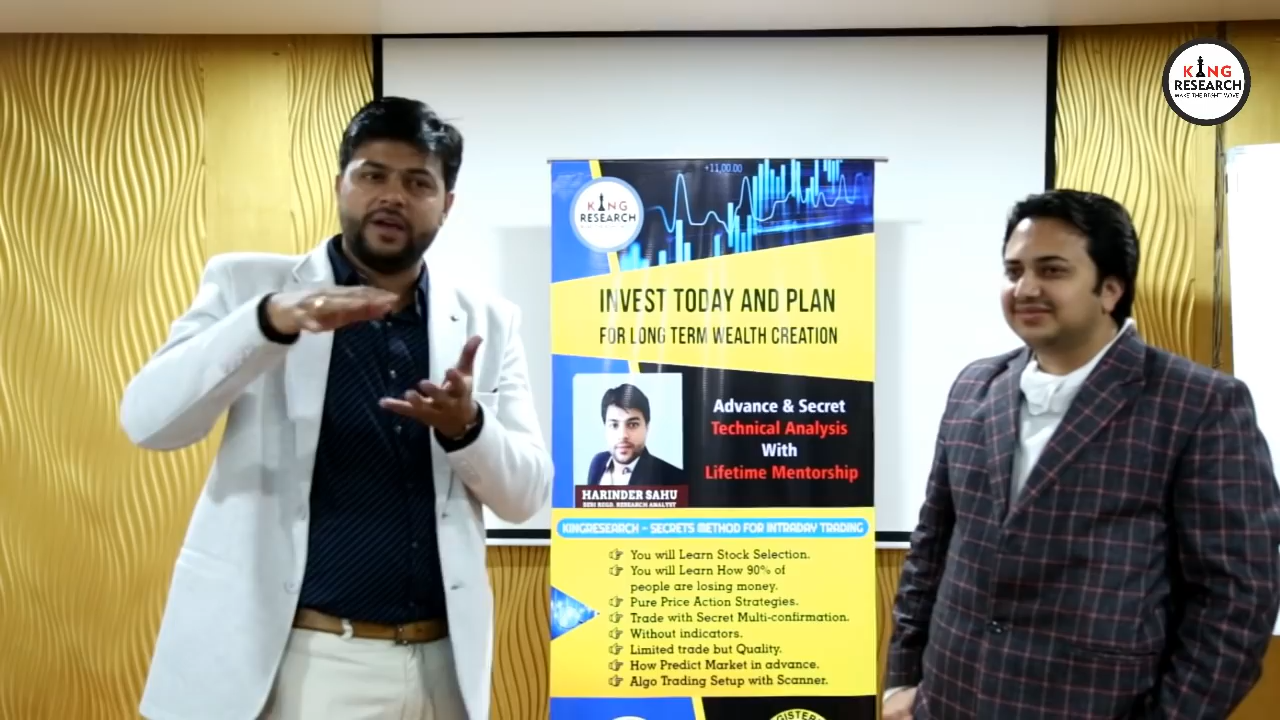 KING
RESEARCH
MAKE THE RIGHT MOVE
+11,00.00
KING
RESEARCH
INVEST TODAY AND PLAN
FOR LONG TERM WEALTH CREATION
Advance & Secret
Technical Analysis
With
Lifetime Mentorship
HARINDER SAHU
SEBI REGD. RESEARCH ANALYST
KINGRESEARCH - SECRETS METHOD FOR INTRADAY TRADING
You will Learn Stock Selection.
You will Learn How 90% of
people are losing money.
Pure Price Action Strategies.
Trade with Secret Multi-confirmation.
Without indicators.
Limited trade but Quality.
How Predict Market in advance.
Algo Trading Setup with Scanner.